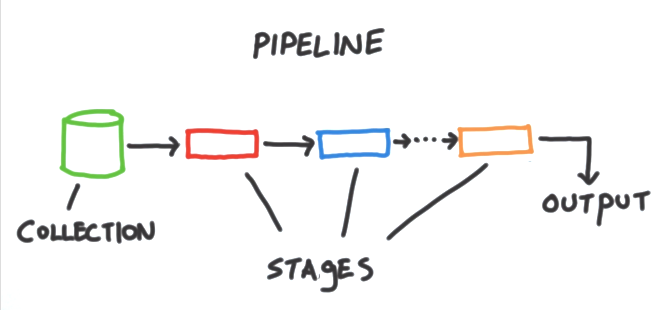 PIPELINE
COLLECTION
STAgES
OUTPUT